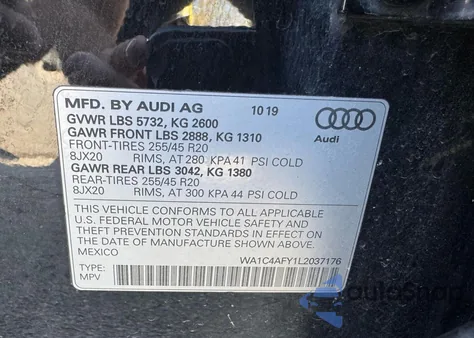 MFD. BY AUDI AG 10 19
GVWR LBS 5732, KG 2600
GAWR FRONT LBS 2888, KG 1310
FRONT-TIRES 255/45 R20
8JX20 RIMS, AT 280 KPA 41 PSI COLD
GAWR REAR LBS 3042, KG 1380
REAR-TIRES 255/45 R20
8JX20 RIMS, AT 300 KPA 44 PSI COLD
Audi
THIS VEHICLE CONFORMS TO ALL APPLICABLE
U.S. FEDERAL MOTOR VEHICLE SAFETY AND
THEFT PREVENTION STANDARDS IN EFFECT ON
THE DATE OF MANUFACTURE SHOWN ABOVE.
MEXICO
WA1C4AFY1L2037176
TYPE:
MPV
autoSnap